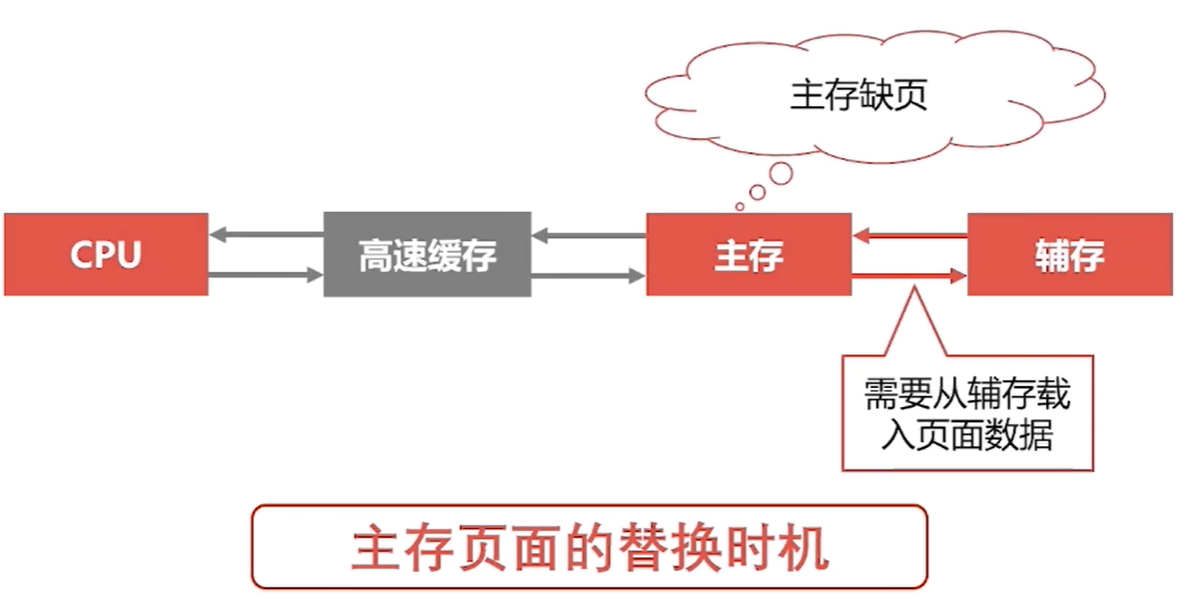 主存缺页
CPU
高速缓存
主存
辅存
需要从辅存载
入页面数据
主存页面的替换时机